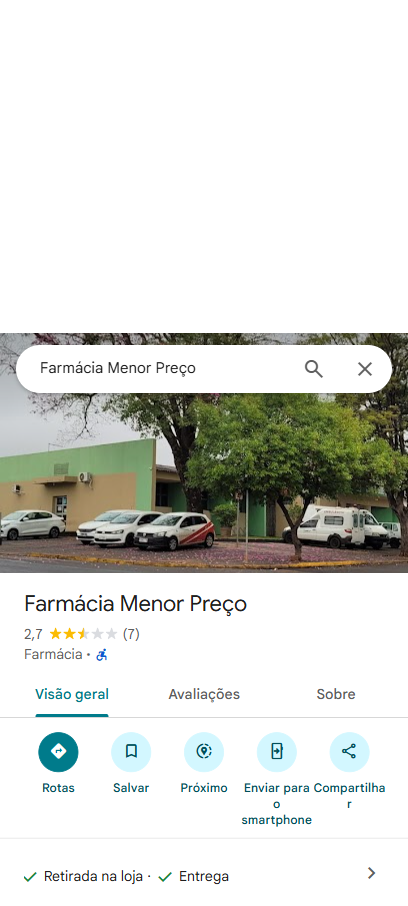 Farmácia Menor Preço
Farmácia Menor Preço
2,7 (7)
Farmácia ·
Visão geral Avaliações Sobre
Rotas Salvar Próximo Enviar para o smartphone Compartilhar
Retirada na loja · Entrega